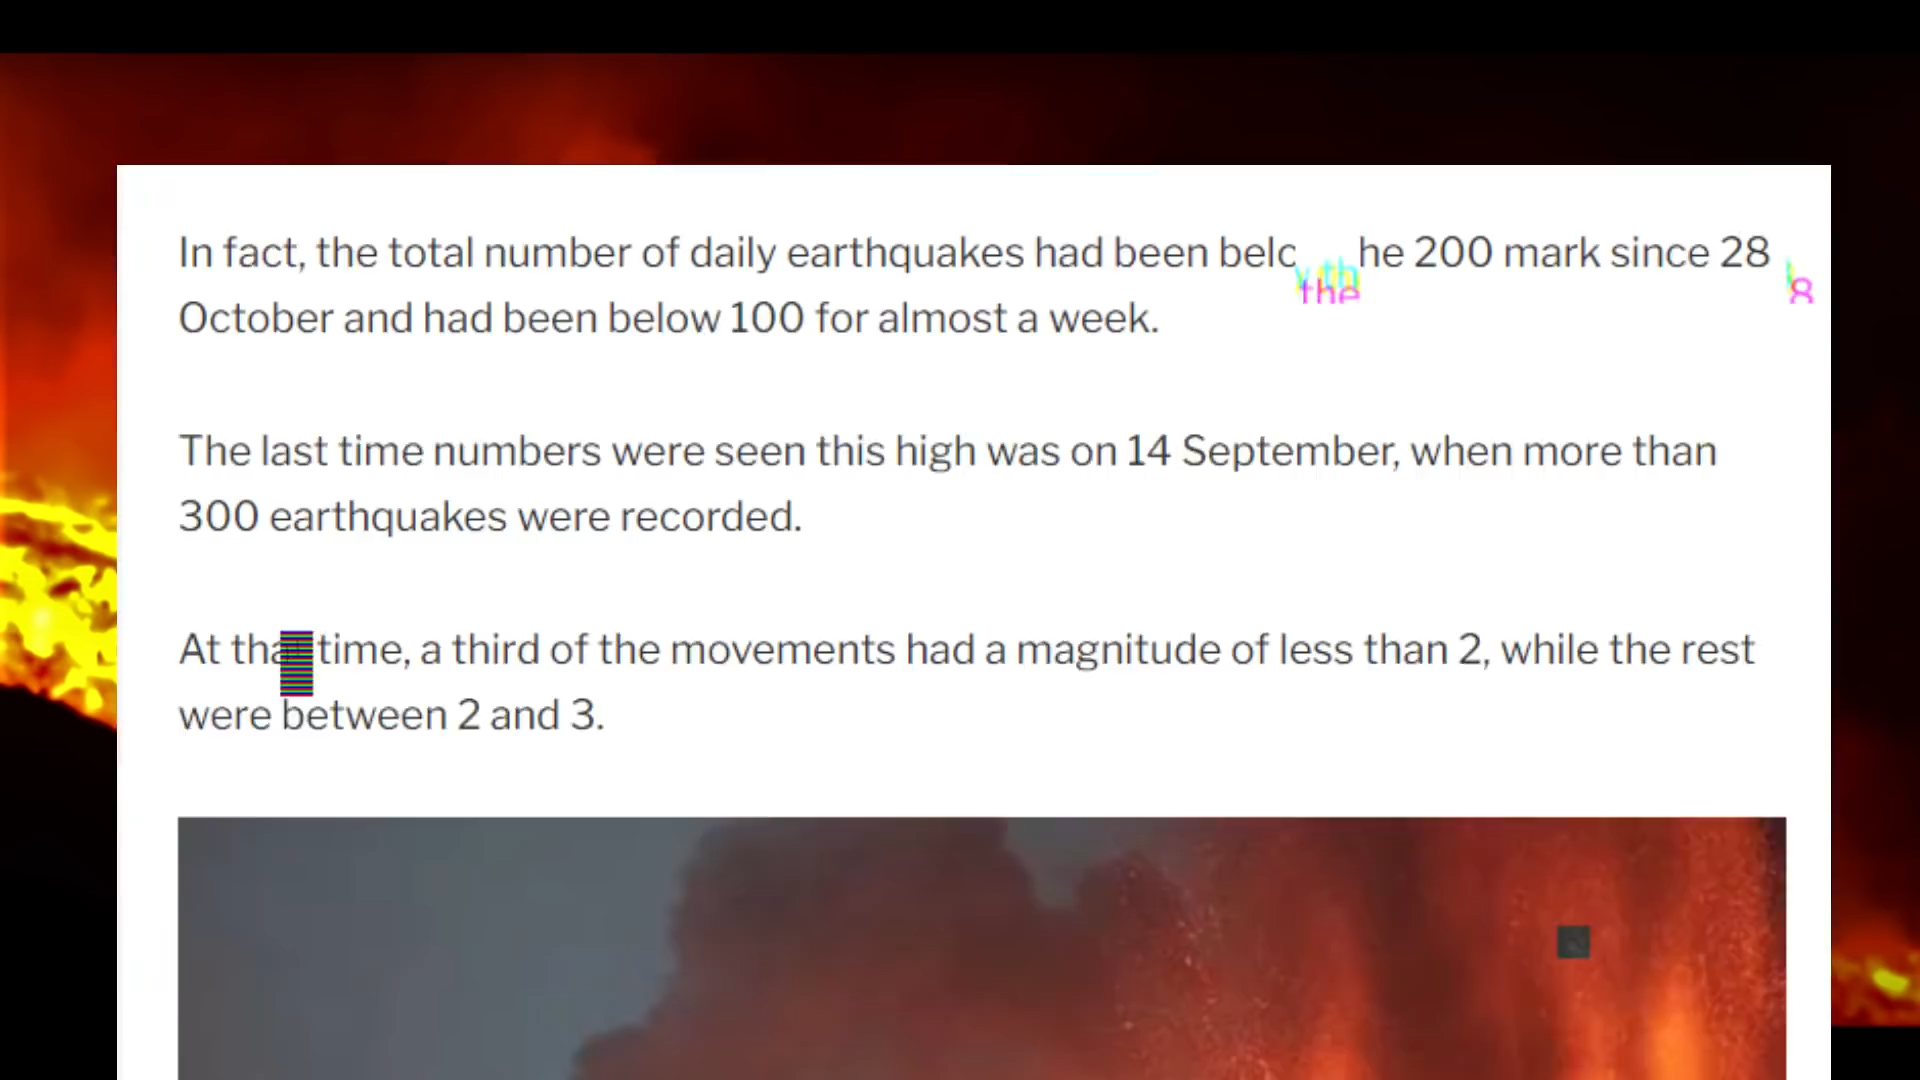 In fact, the total number of daily earthquakes had been below the 200 mark since 28
October and had been below 100 for almost a week.
The last time numbers were seen this high was on 14 September, when more than
300 earthquakes were recorded.
At that time, a third of the movements had a magnitude of less than 2, while the rest
were between 2 and 3.